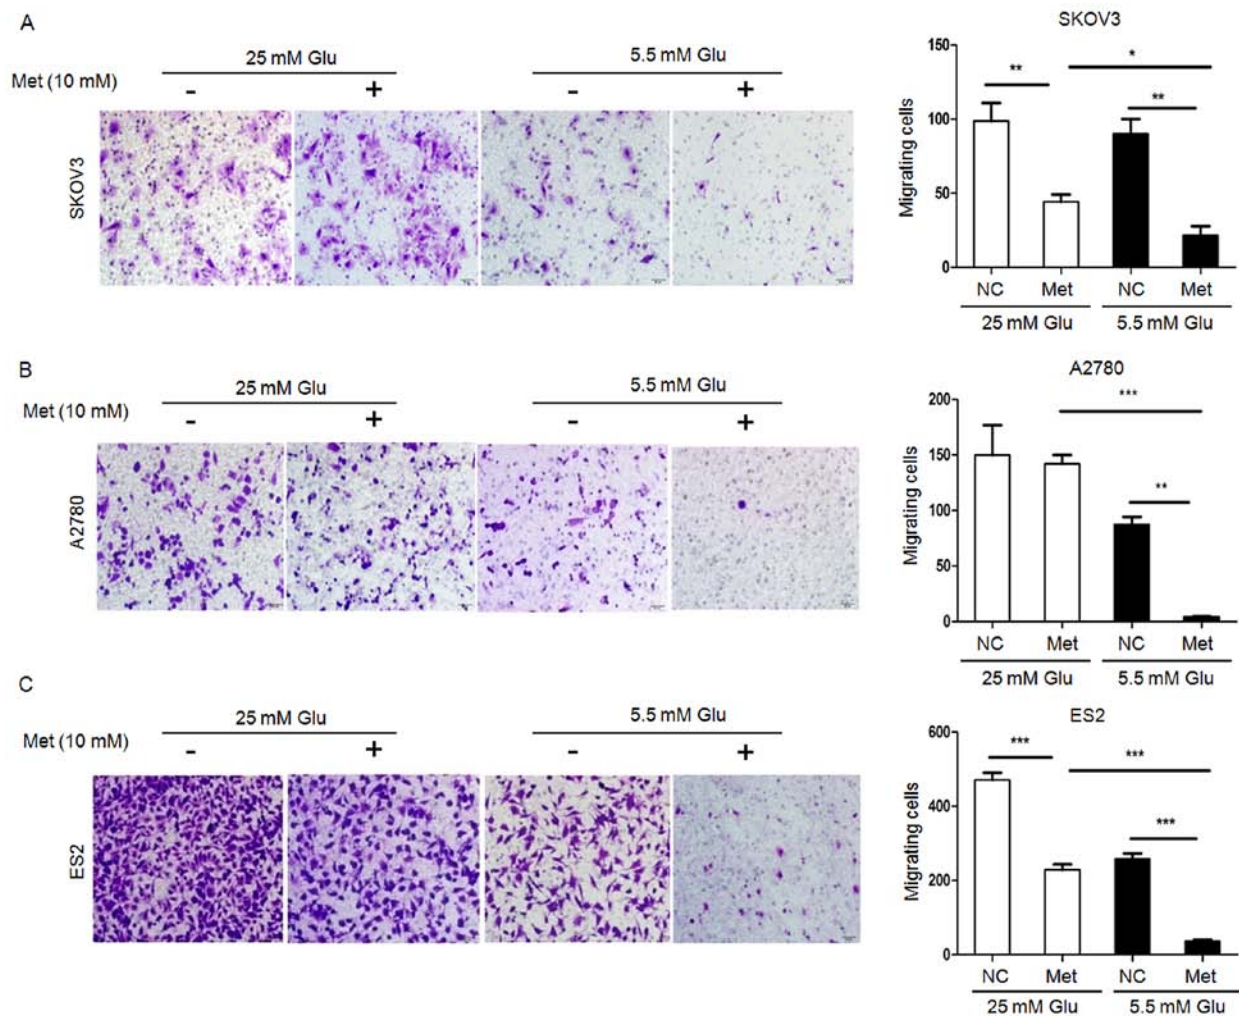 A
25 mM Glu
5.5 mM Glu
Met (10 mM)
- + - +
SKOV3
SKOV3
Migrating cells
150
100
50
0
** * **
NC Met NC Met
25 mM Glu 5.5 mM Glu
B
25 mM Glu
5.5 mM Glu
Met (10 mM)
- + - +
A2780
A2780
Migrating cells
200
150
100
50
0
*** **
NC Met NC Met
25 mM Glu 5.5 mM Glu
C
25 mM Glu
5.5 mM Glu
Met (10 mM)
- + - +
ES2
ES2
Migrating cells
600
400
200
0
*** *** ***
NC Met NC Met
25 mM Glu 5.5 mM Glu